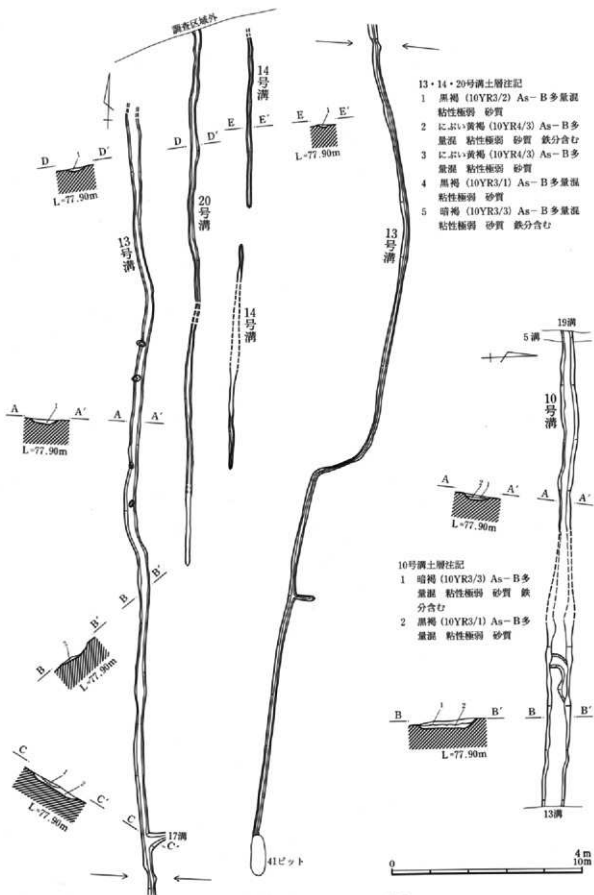 調査区域外
14号溝
13・14・20号溝土層注記
1 黒褐 (10YR3/2) As-B多量混
粘性極弱 砂質
2 にぶい黄褐 (10YR4/3) As-B多
量混 粘性極弱 砂質 鉄分含む
3 にぶい黄褐 (10YR4/3) As-B多
量混 粘性極弱 砂質
4 黒褐 (10YR3/1) As-B多量混
粘性極弱 砂質
5 暗褐 (10YR3/3) As-B多量混
粘性極弱 砂質 鉄分含む
D D′
1
L=77.90m
D D′
E E′
E E′
1
L=77.90m
13号溝
20号溝
13号溝
14号溝
19溝
5溝
10号溝
A A′
1
L=77.90m
A A′
A A′
L=77.90m
A A′
10号溝土層注記
1 暗褐 (10YR3/3) As-B多
量混 粘性極弱 砂質 鉄
分含む
2 黒褐 (10YR3/1) As-B多
量混 粘性極弱 砂質
B B′
B B′
2
L=77.90m
B B′
1 2
L=77.90m
B B′
C C′
2
L=77.90m
C C′
17溝
13溝
41ピット
0 4m
10m